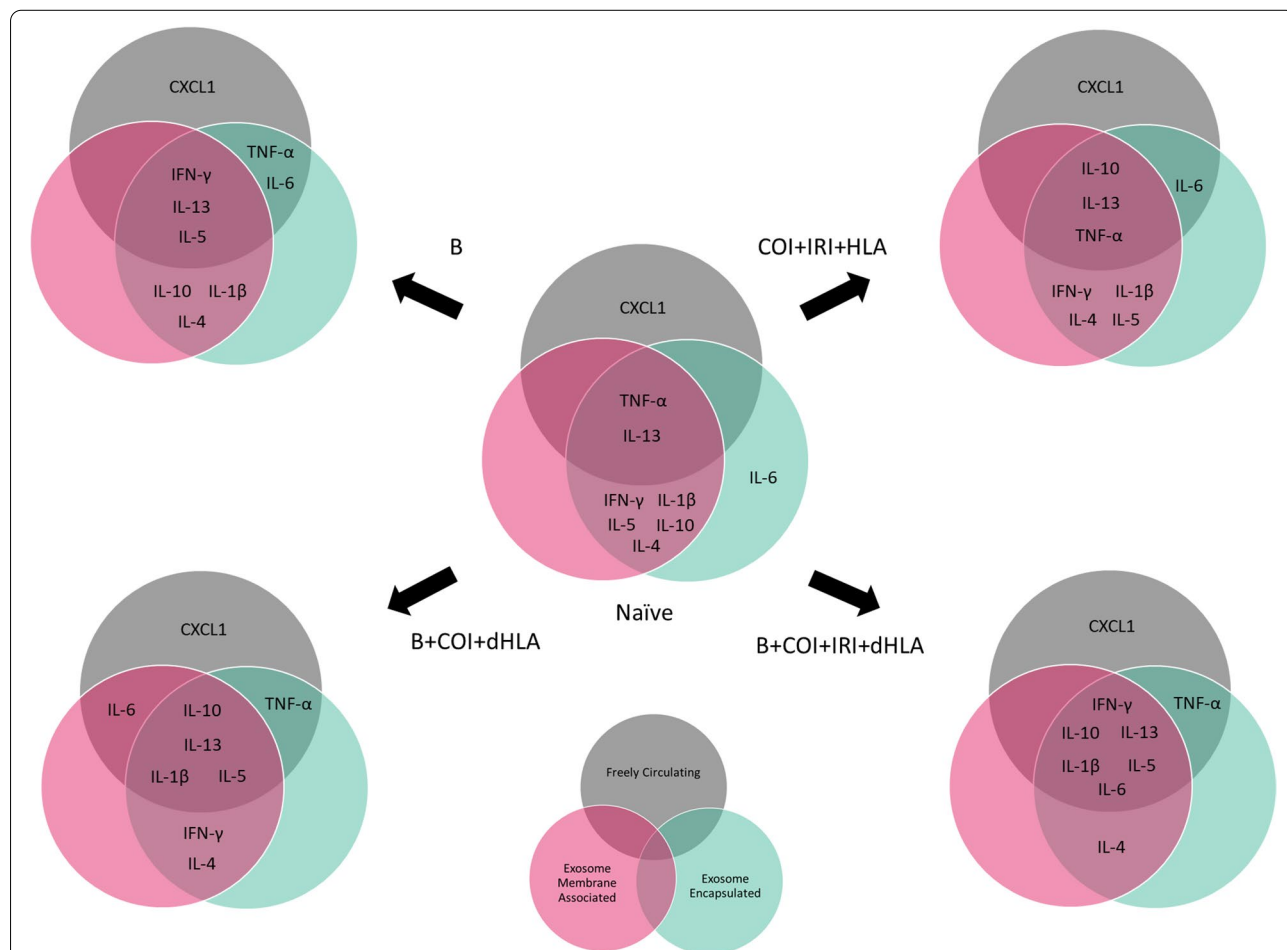 CXCL1
TNF-α
IFN-γ
IL-6
IL-13
IL-5
IL-10 IL-1β
IL-4
B
COI+IRI+HLA
CXCL1
IL-10
IL-6
IL-13
TNF-α
IFN-γ IL-1β
IL-4 IL-5
CXCL1
TNF-α
IL-13
IL-6
IFN-γ IL-1β
IL-5 IL-10
IL-4
Naïve
B+COI+dHLA
B+COI+IRI+dHLA
CXCL1
IL-6 IL-10 TNF-α
IL-13
IL-1β IL-5
IFN-γ
IL-4
Freely Circulating
Exosome
Membrane
Associated
Exosome
Encapsulated
CXCL1
IFN-γ TNF-α
IL-10 IL-13
IL-1β IL-5
IL-6
IL-4